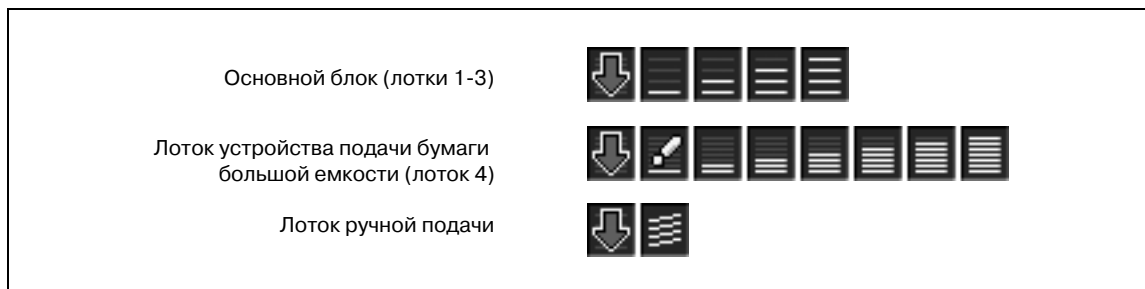 Основной блок (лотки 1-3)
Лоток устройства подачи бумаги
большой емкости (лоток 4)
Лоток ручной подачи